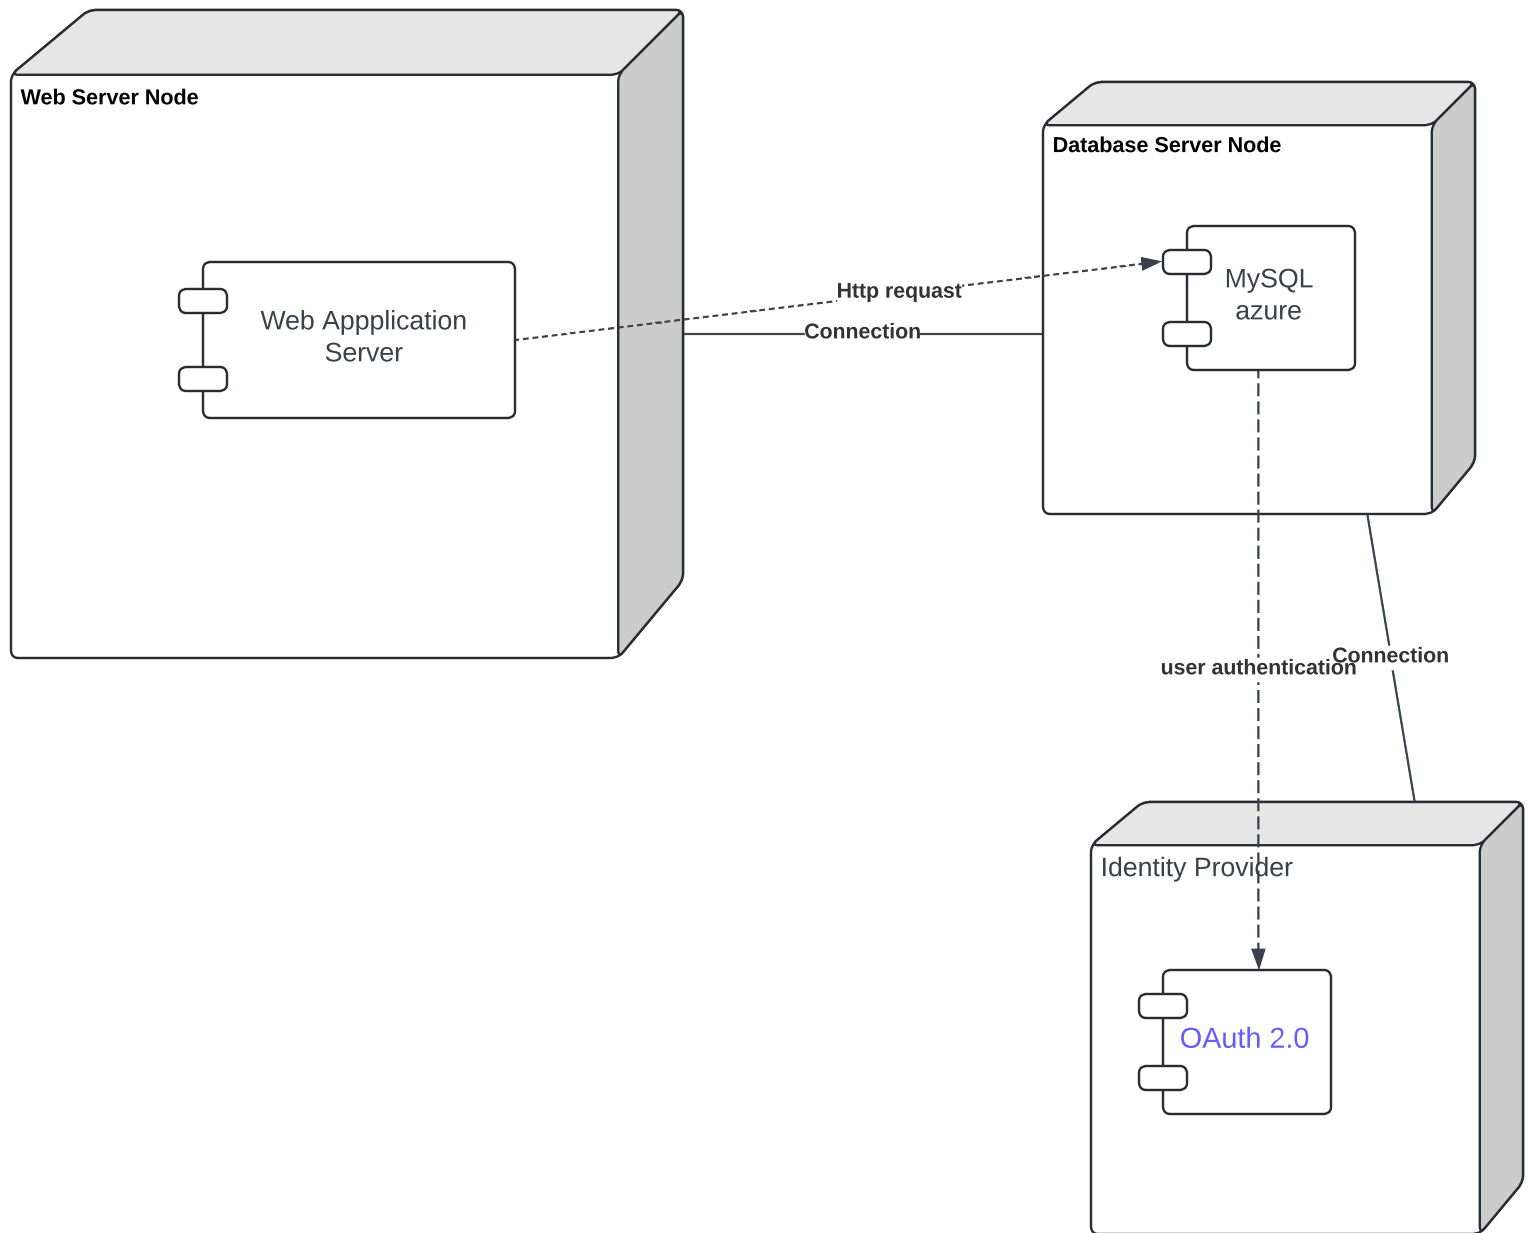 Web Server Node
Database Server Node
MySQL
azure
Http requast
Web Appplication
Server
Connection
user authentication
Connection
Identity Provider
OAuth 2.0